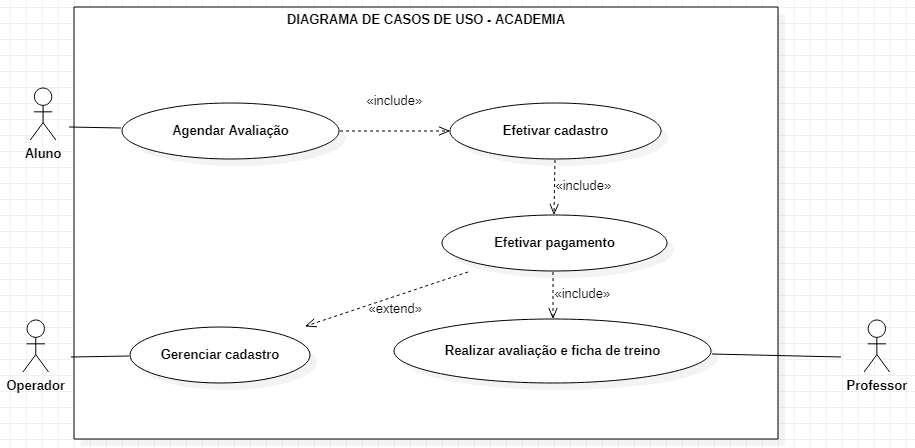 DIAGRAMA DE CASOS DE USO - ACADEMIA
«include»
Agendar Avaliação
Efetivar cadastro
Aluno
«include»
Efetivar pagamento
«include»
«extend»
Gerenciar cadastro
Realizar avaliação e ficha de treino
Operador
Professor